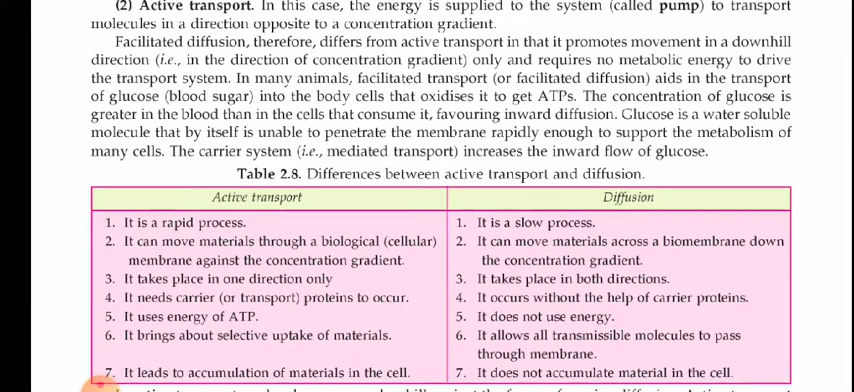 (2) Active transport. In this case, the energy is supplied to the system (called pump) to transport
molecules in a direction opposite to a concentration gradient.
Facilitated diffusion, therefore, differs from active transport in that it promotes movement in a downhill
direction (i.e., in the direction of concentration gradient) only and requires no metabolic energy to drive
the transport system. In many animals, facilitated transport (or facilitated diffusion) aids in the transport
of glucose (blood sugar) into the body cells that oxidises it to get ATPs. The concentration of glucose is
greater in the blood than in the cells that consume it, favouring inward diffusion. Glucose is a water soluble
molecule that by itself is unable to penetrate the membrane rapidly enough to support the metabolism of
many cells. The carrier system (i.e., mediated transport) increases the inward flow of glucose.
Table 2.8. Differences between active transport and diffusion.
Active transport
1. It is a rapid process.
2. It can move materials through a biological (cellular)
membrane against the concentration gradient.
3. It takes place in one direction only
4. It needs carrier (or transport) proteins to occur.
5. It uses energy of ATP.
6. It brings about selective uptake of materials.
7. It leads to accumulation of materials in the cell.
Diffusion
1. It is a slow process.
2. It can move materials across a biomembrane down
the concentration gradient.
3. It takes place in both directions.
4. It occurs without the help of carrier proteins.
5. It does not use energy.
6. It allows all transmissible molecules to pass
through membrane.
7. It does not accumulate material in the cell.